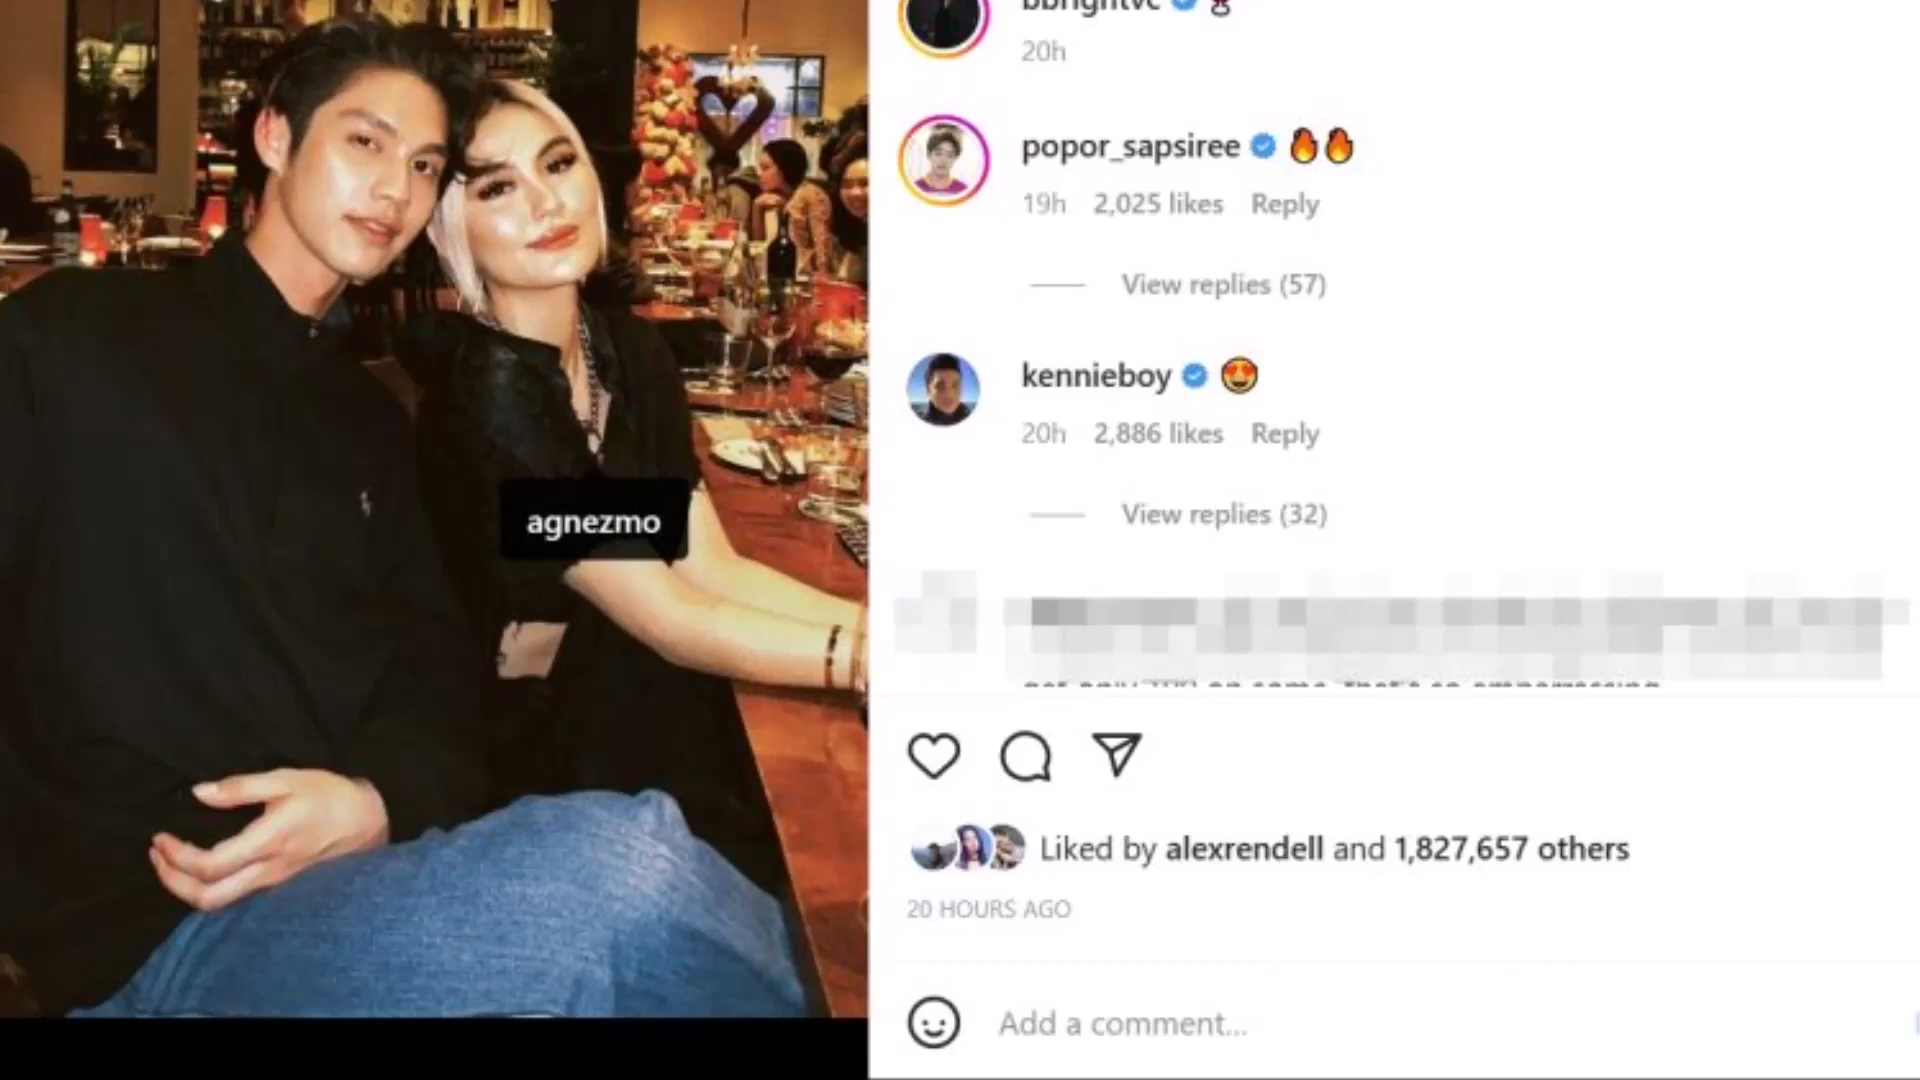 agnezmo
bbrightvc
20h
popor_sapsiree 🔥🔥
19h 2,025 likes Reply
View replies (57)
kennieboy 😍
20h 2,886 likes Reply
View replies (32)
Liked by alexrendell and 1,827,657 others
20 HOURS AGO
Add a comment...